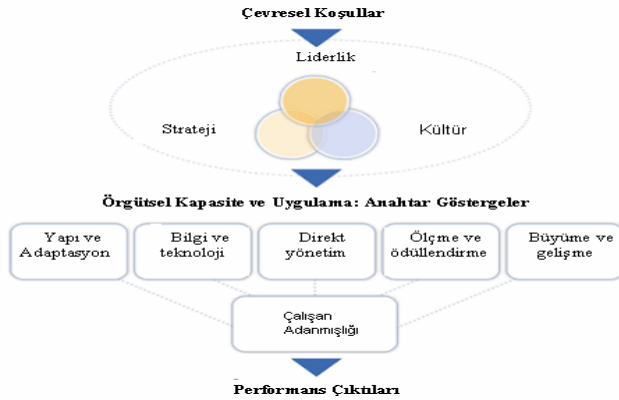 Çevresel Koşullar
Liderlik
Strateji
Kültür
Örgütsel Kapasite ve Uygulama: Anahtar Göstergeler
Yapı ve
Adaptasyon
Bilgi ve
teknoloji
Direkt
yönetim
Ölçme ve
ödüllendirme
Büyüme ve
gelişme
Çalışan
Adanmışlığı
Performans Çıktıları